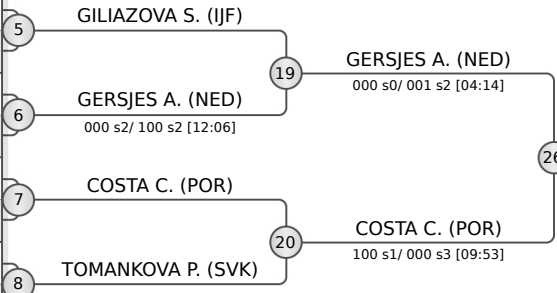 5
GILIAZOVA S. (IJF)
19
GERSJES A. (NED)
000 s0/ 001 s2 [04:14]
6
GERSJES A. (NED)
000 s2/ 100 s2 [12:06]
26
7
COSTA C. (POR)
20
COSTA C. (POR)
100 s1/ 000 s3 [09:53]
8
TOMANKOVA P. (SVK)